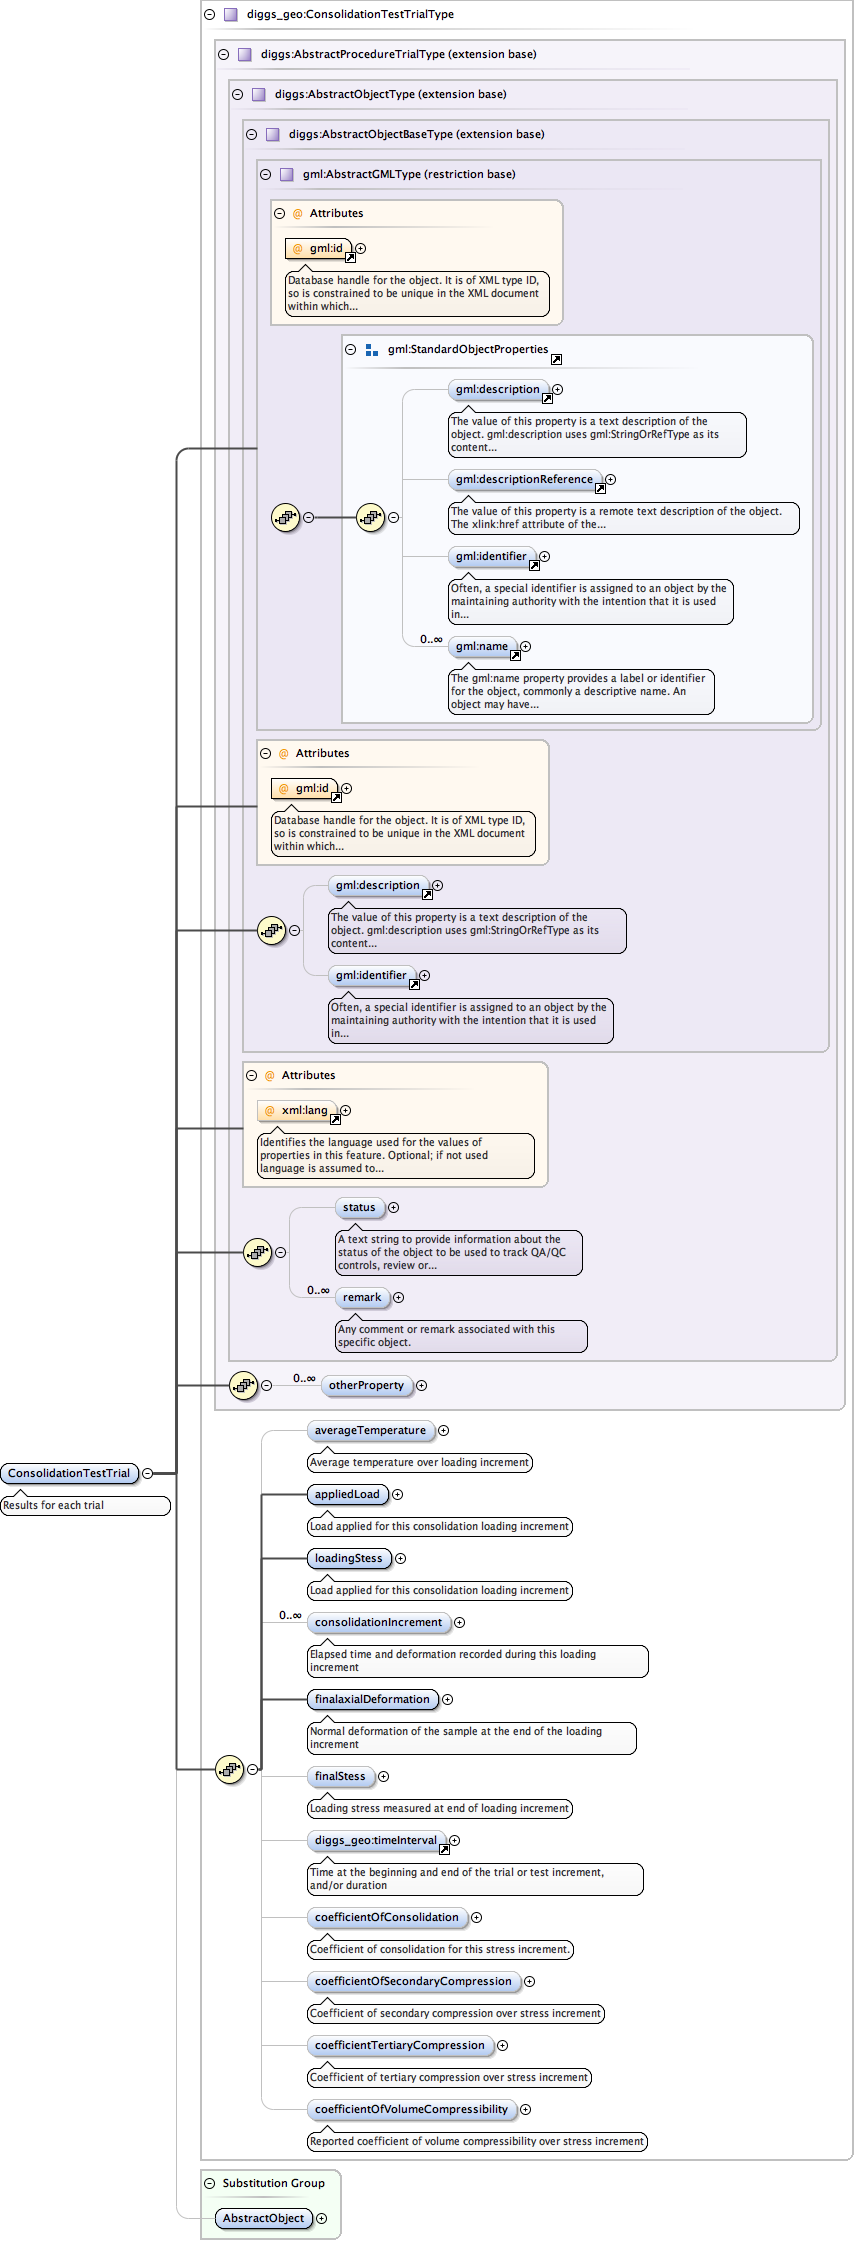 diggs_geo:ConsolidationTestTrialType
diggs:AbstractProcedureTrialType (extension base)
diggs:AbstractObjectType (extension base)
diggs:AbstractObjectBaseType (extension base)
gml:AbstractGMLType (restriction base)
@ Attributes
@ gml:id
Database handle for the object. It is of XML type ID,
so is constrained to be unique in the XML document
within which...
gml:StandardObjectProperties
gml:description
The value of this property is a text description of the
object. gml:description uses gml:StringOrRefType as its
content...
gml:descriptionReference
The value of this property is a remote text description of the object.
The xlink:href attribute of the...
gml:identifier
Often, a special identifier is assigned to an object by the
maintaining authority with the intention that it is used
in...
0..∞
gml:name
The gml:name property provides a label or identifier
for the object, commonly a descriptive name. An
object may have...
@ Attributes
@ gml:id
Database handle for the object. It is of XML type ID,
so is constrained to be unique in the XML document
within which...
gml:description
The value of this property is a text description of the
object. gml:description uses gml:StringOrRefType as its
content...
gml:identifier
Often, a special identifier is assigned to an object by the
maintaining authority with the intention that it is used
in...
@ Attributes
@ xml:lang
Identifies the language used for the values of
properties in this feature. Optional; if not used
language is assumed to...
status
A text string to provide information about the
status of the object to be used to track QA/QC
controls, review or...
0..∞
remark
Any comment or remark associated with this
specific object.
0..∞
otherProperty
averageTemperature
Average temperature over loading increment
ConsolidationTestTrial
Results for each trial
appliedLoad
Load applied for this consolidation loading increment
loadingStess
Load applied for this consolidation loading increment
0..∞
consolidationIncrement
Elapsed time and deformation recorded during this loading
increment
finalaxialDeformation
Normal deformation of the sample at the end of the loading
increment
finalStess
Loading stress measured at end of loading increment
diggs_geo:timeInterval
Time at the beginning and end of the trial or test increment,
and/or duration
coefficientOfConsolidation
Coefficient of consolidation for this stress increment.
coefficientOfSecondaryCompression
Coefficient of secondary compression over stress increment
coefficientTertiaryCompression
Coefficient of tertiary compression over stress increment
coefficientOfVolumeCompressibility
Reported coefficient of volume compressibility over stress increment
Substitution Group
AbstractObject